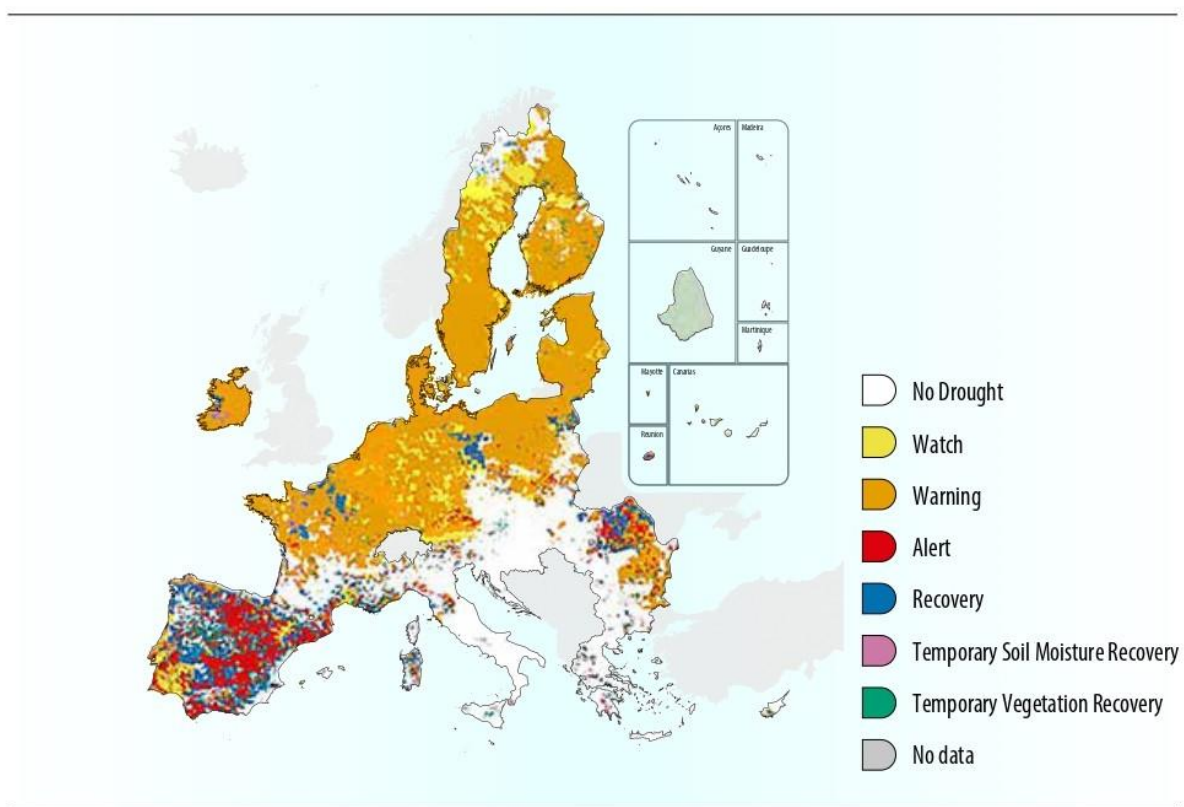 Açores
Madeira
Guyane
Guadeloupe
Martinique
Mayotte
Canarias
Réunion
No Drought
Watch
Warning
Alert
Recovery
Temporary Soil Moisture Recovery
Temporary Vegetation Recovery
No data